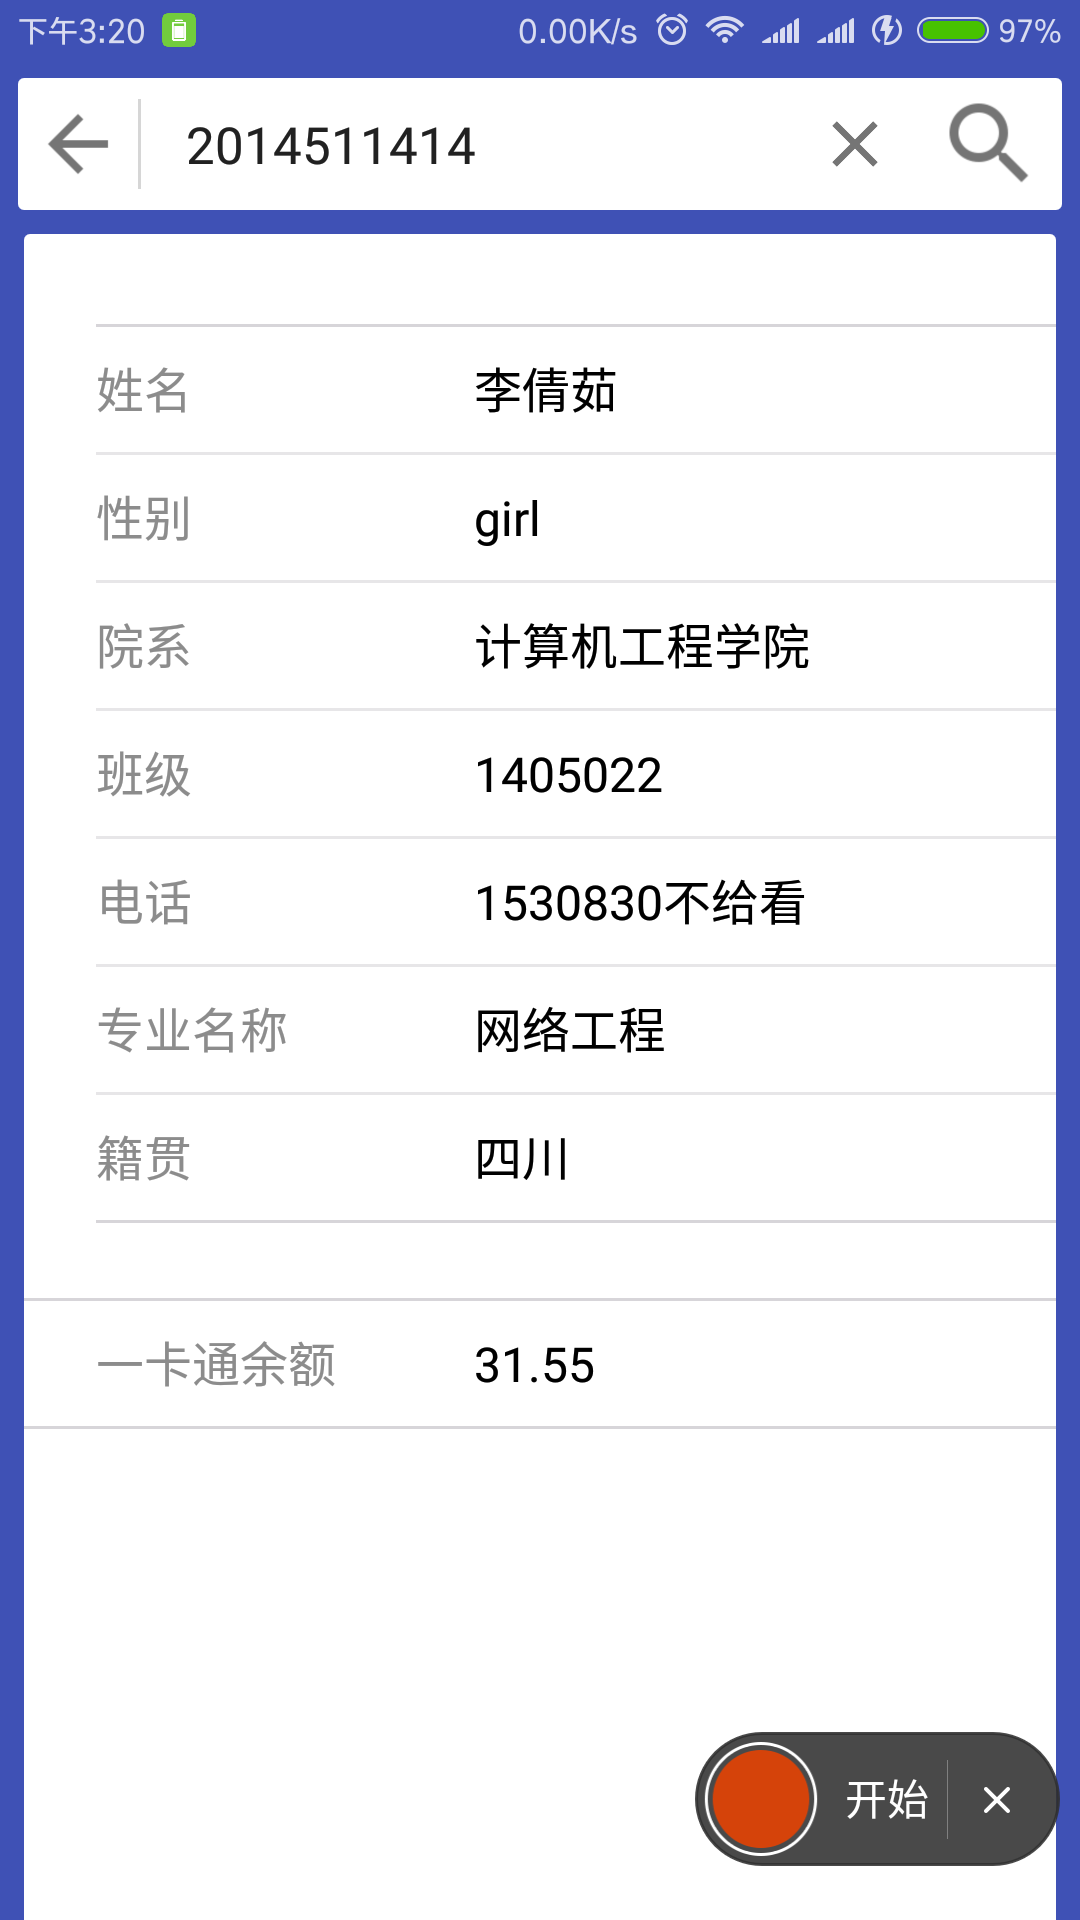 下午3:20 0.00K/s 97%
2014511414
姓名 李倩茹
性别 girl
院系 计算机工程学院
班级 1405022
电话 1530830不给看
专业名称 网络工程
籍贯 四川
一卡通余额 31.55
开始